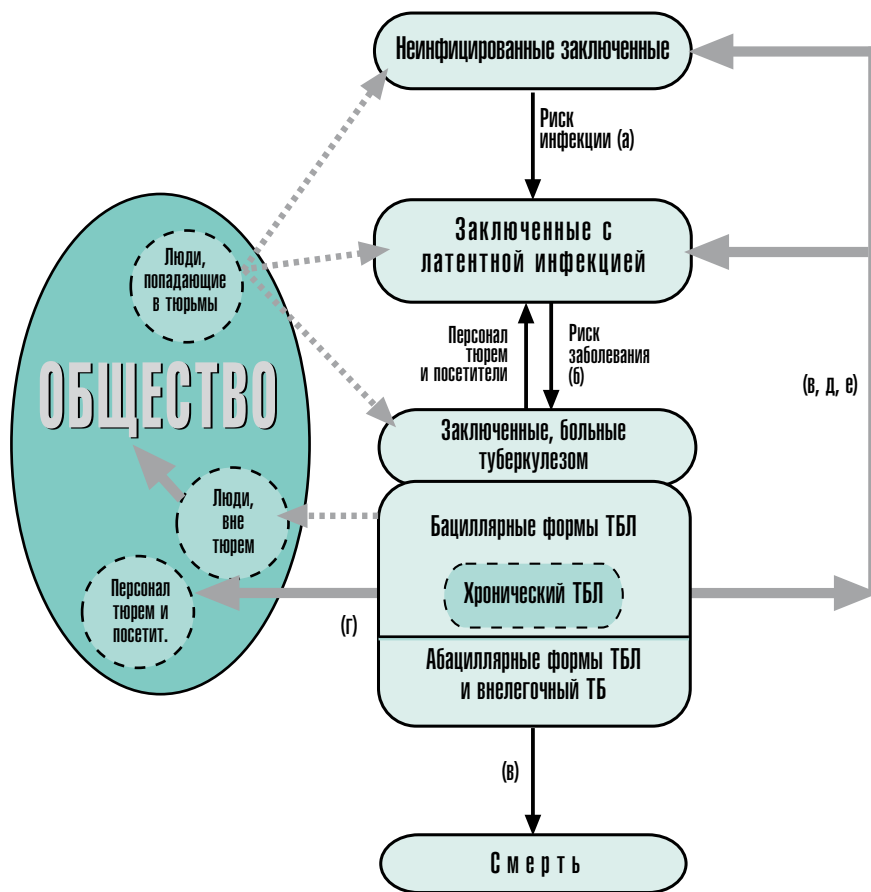 Неинфицированные заключенные
Риск
инфекции (а)
Заключенные с
латентной инфекцией
Люди,
попадающие
в тюрьмы
Персонал
тюрем
и посетители
Риск
заболевания
(б)
(в, д, е)
ОБЩЕСТВО
Заключенные, больные
туберкулезом
Люди,
вне
тюрем
Бациллярные формы ТБЛ
Хронический ТБЛ
Персонал
тюрем и
посетит.
(г)
Абациллярные формы ТБЛ
и внелегочный ТБ
(в)
Смерть